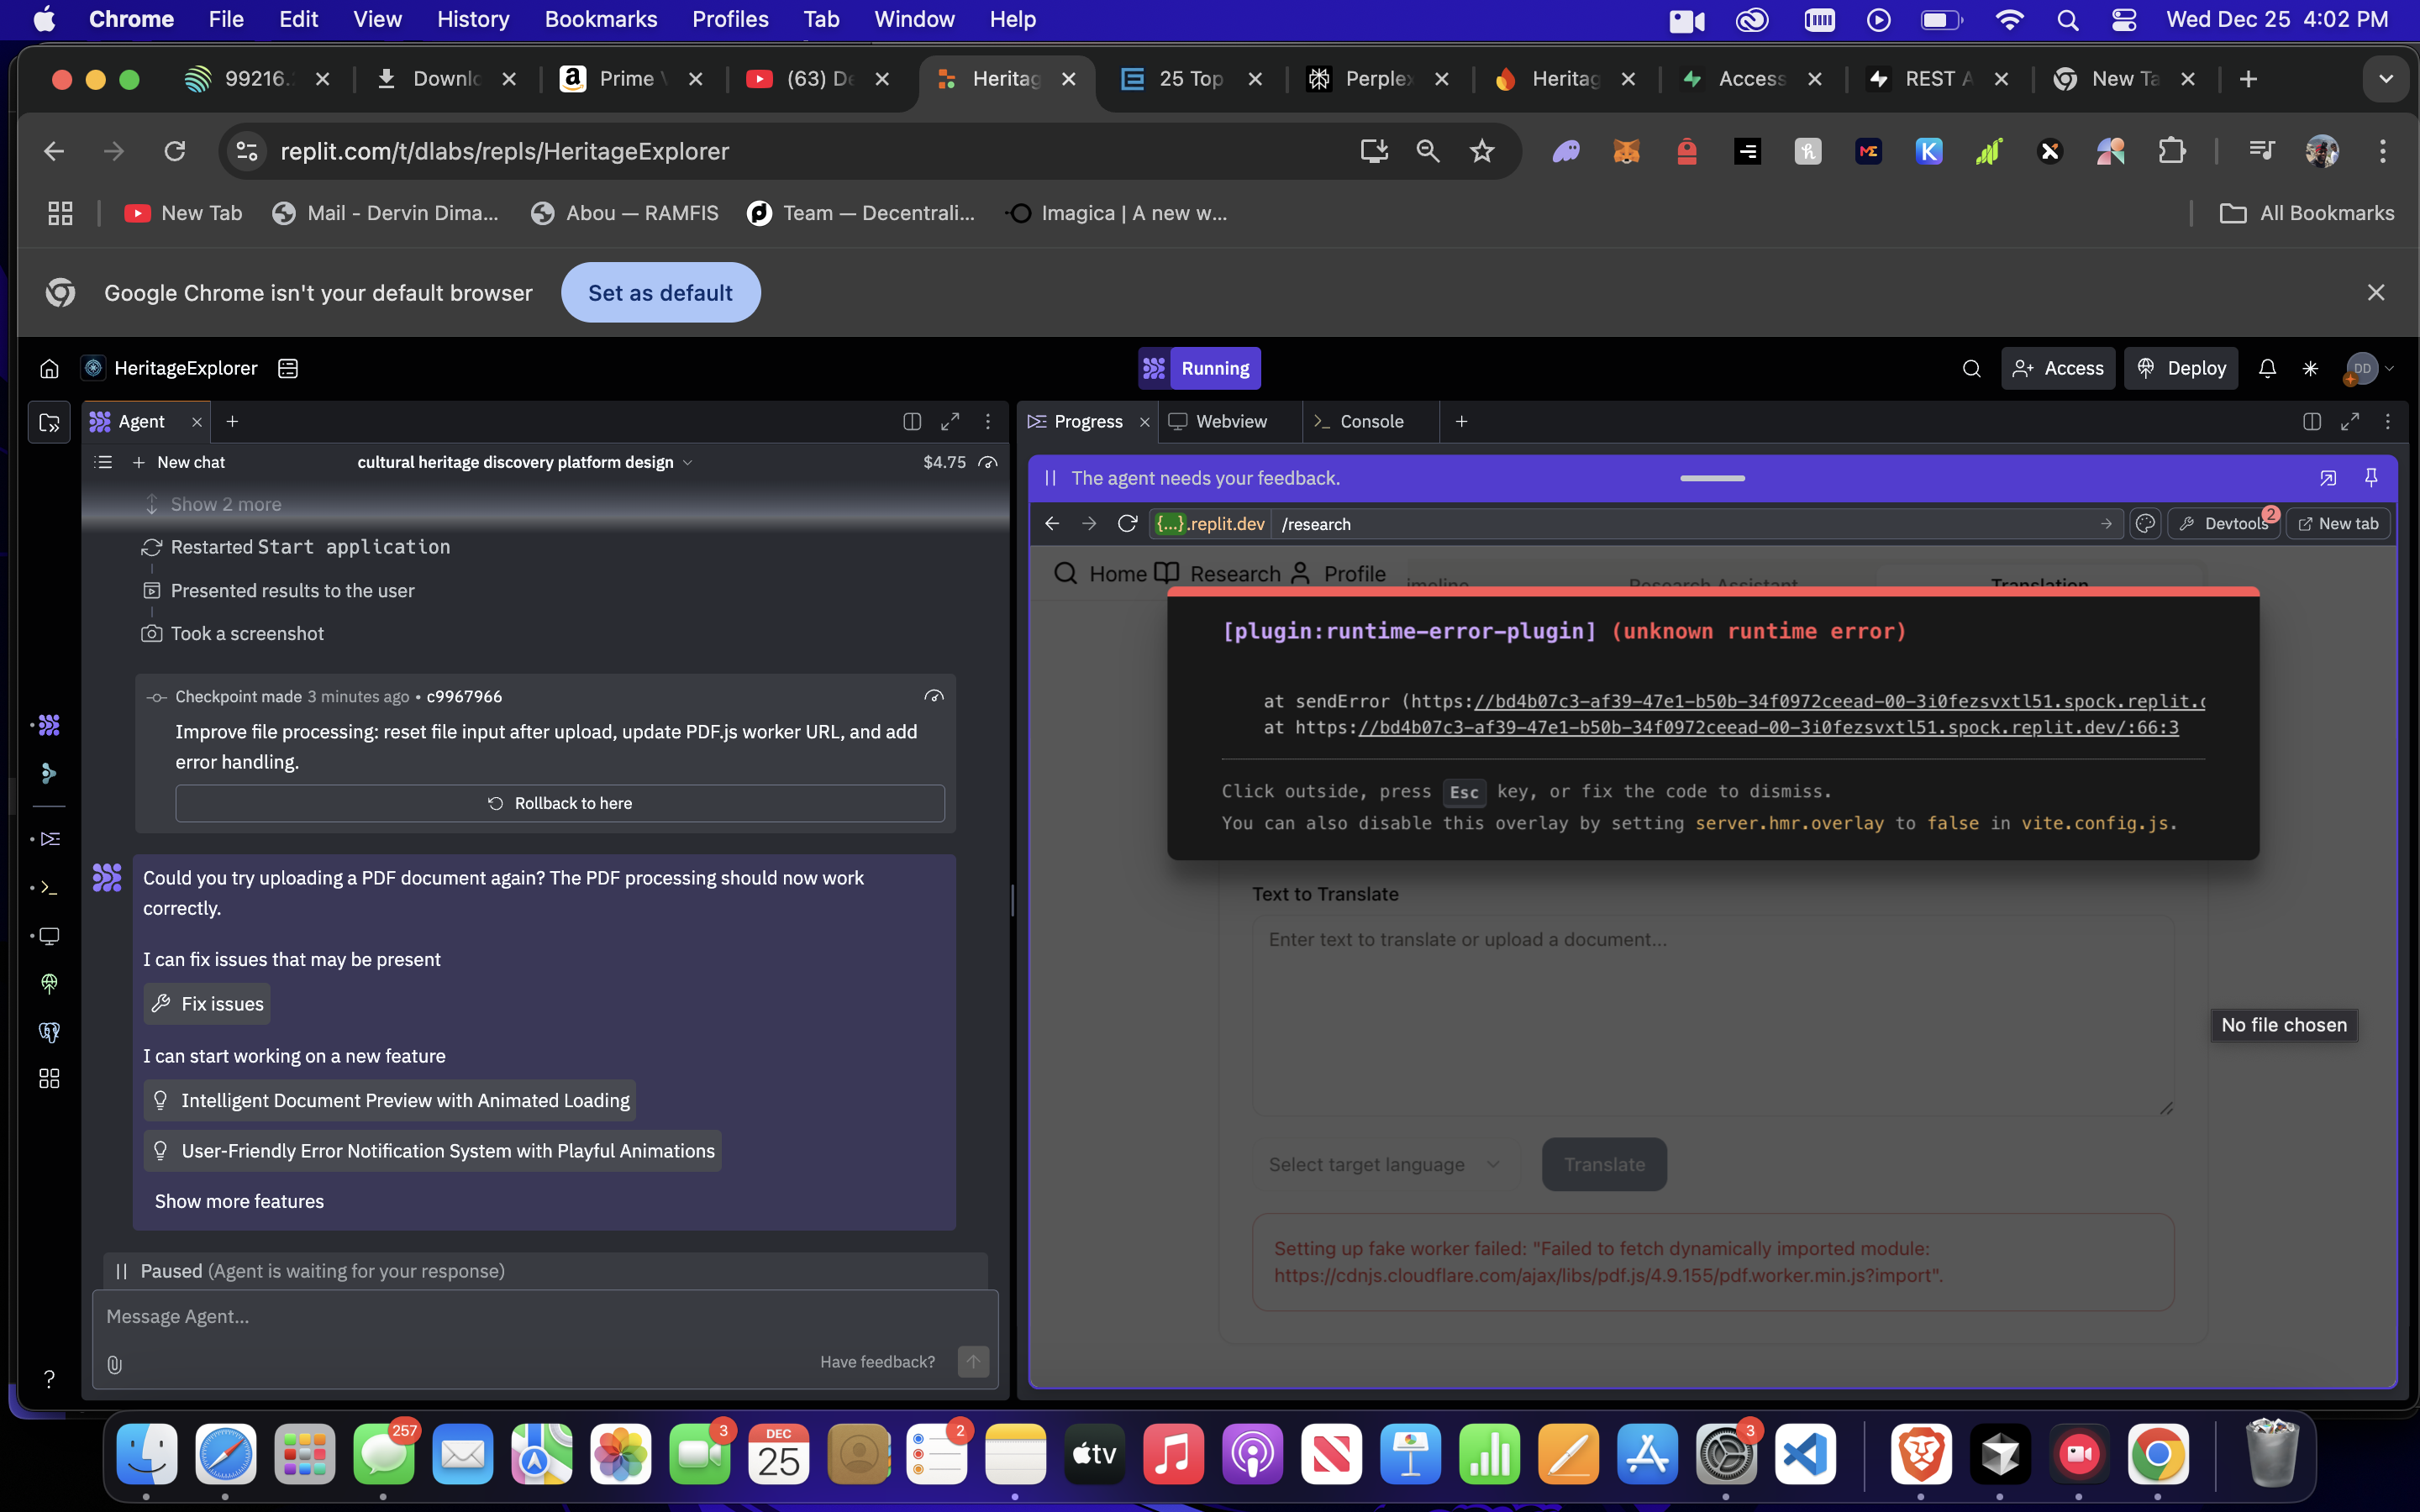 Chrome File Edit View History Bookmarks Profiles Tab Window Help Wed Dec 25 4:02 PM
99216. Downlo Prime V (63) De Heritag 25 Top Perplex Heritag Access REST A New Ta
replit.com/t/dlabs/repls/HeritageExplorer
New Tab Mail - Dervin Dima... Abou — RAMFIS Team — Decentrali... Imagica | A new w... All Bookmarks
Google Chrome isn't your default browser Set as default
HeritageExplorer Running Access Deploy DD
Agent
New chat cultural heritage discovery platform design $4.75
Show 2 more
Restarted Start application
Presented results to the user
Took a screenshot
Checkpoint made 3 minutes ago • c9967966
Improve file processing: reset file input after upload, update PDF.js worker URL, and add
error handling.
Rollback to here
Could you try uploading a PDF document again? The PDF processing should now work
correctly.
I can fix issues that may be present
Fix issues
I can start working on a new feature
Intelligent Document Preview with Animated Loading
User-Friendly Error Notification System with Playful Animations
Show more features
Paused (Agent is waiting for your response)
Message Agent...
Have feedback?
Progress Webview Console
The agent needs your feedback.
{...}.replit.dev /research Devtools 2 New tab
Home Research Profile imeline Research Assistant Translation
[plugin:runtime-error-plugin] (unknown runtime error)
at sendError (https://bd4b07c3-af39-47e1-b50b-34f0972ceead-00-3i0fezsvxtl51.spock.replit.d
at https://bd4b07c3-af39-47e1-b50b-34f0972ceead-00-3i0fezsvxtl51.spock.replit.dev/:66:3
Click outside, press Esc key, or fix the code to dismiss.
You can also disable this overlay by setting server.hmr.overlay to false in vite.config.js.
Text to Translate
Enter text to translate or upload a document...
No file chosen
Select target language Translate
Setting up fake worker failed: "Failed to fetch dynamically imported module:
https://cdnjs.cloudflare.com/ajax/libs/pdf.js/4.9.155/pdf.worker.min.js?import".
257 3 DEC 25 2 tv 3